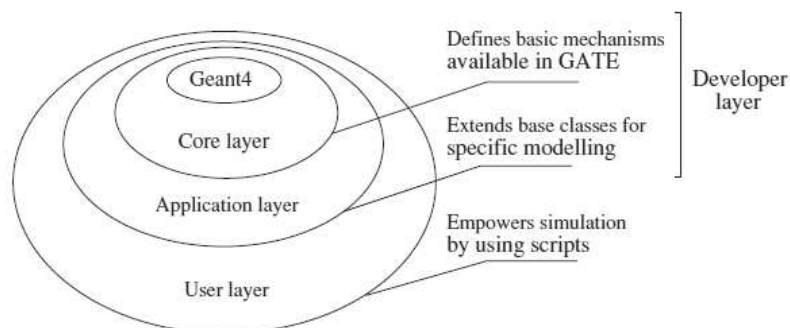 Geant4
Core layer
Application layer
User layer
Defines basic mechanisms
available in GATE
Extends base classes for
specific modelling
Empowers simulation
by using scripts
Developer
layer